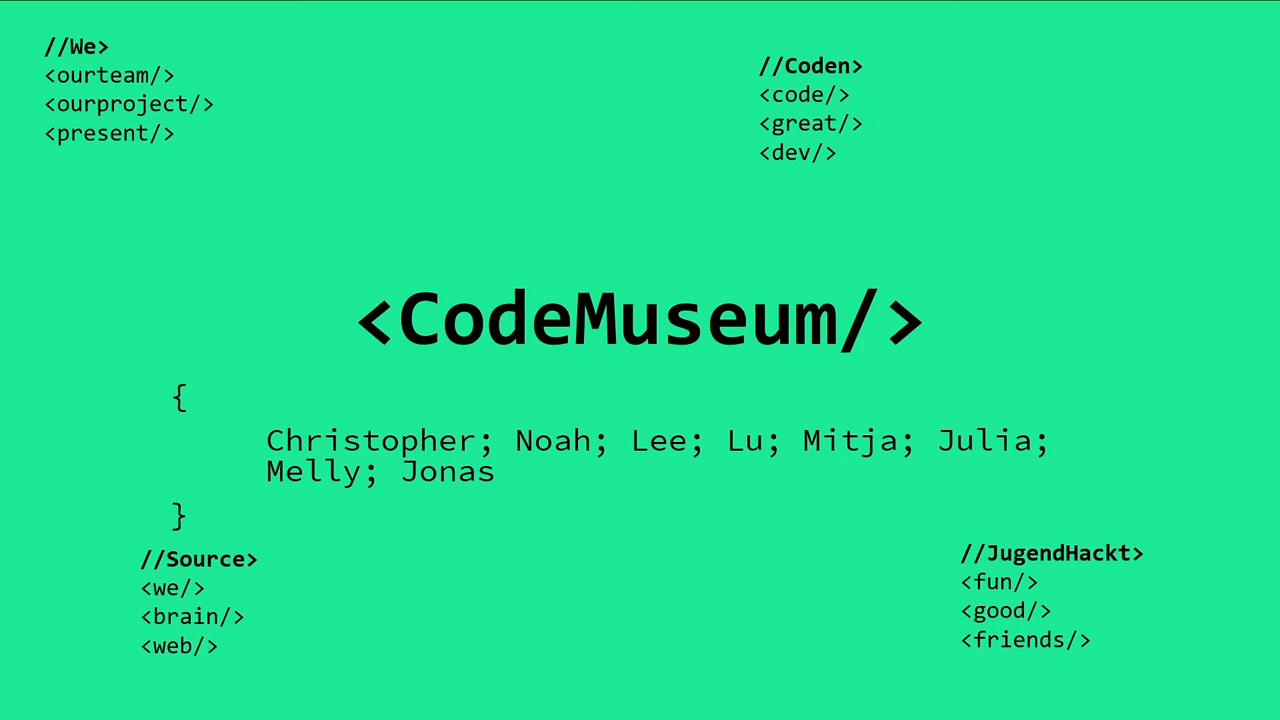 //We>
<ourteam/>
<ourproject/>
<present/>
//Coden>
<code/>
<great/>
<dev/>
<CodeMuseum/>
{
Christopher; Noah; Lee; Lu; Mitja; Julia;
Melly; Jonas
}
//Source>
<we/>
<brain/>
<web/>
//JugendHackt>
<fun/>
<good/>
<friends/>